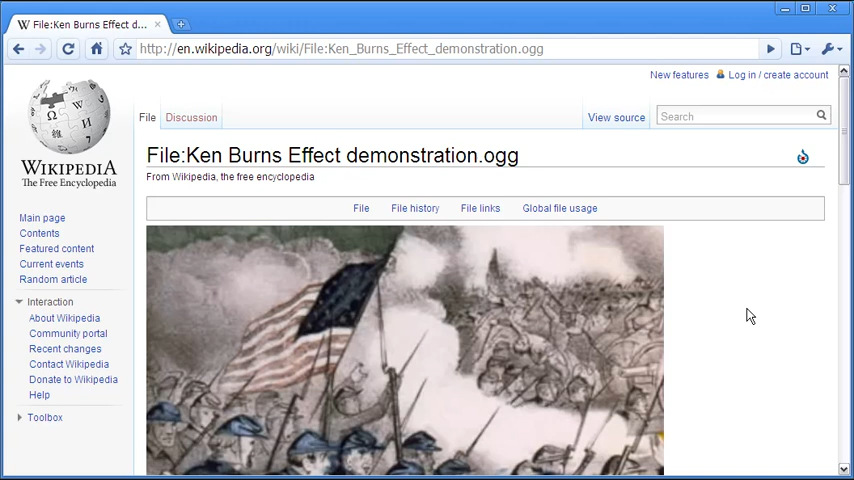 File:Ken Burns Effect d...
http://en.wikipedia.org/wiki/File:Ken_Burns_Effect_demonstration.ogg
New features Log in / create account
File Discussion View source Search
WIKIPEDIA
The Free Encyclopedia
File:Ken Burns Effect demonstration.ogg
From Wikipedia, the free encyclopedia
File File history File links Global file usage
Main page
Contents
Featured content
Current events
Random article
Interaction
About Wikipedia
Community portal
Recent changes
Contact Wikipedia
Donate to Wikipedia
Help
Toolbox